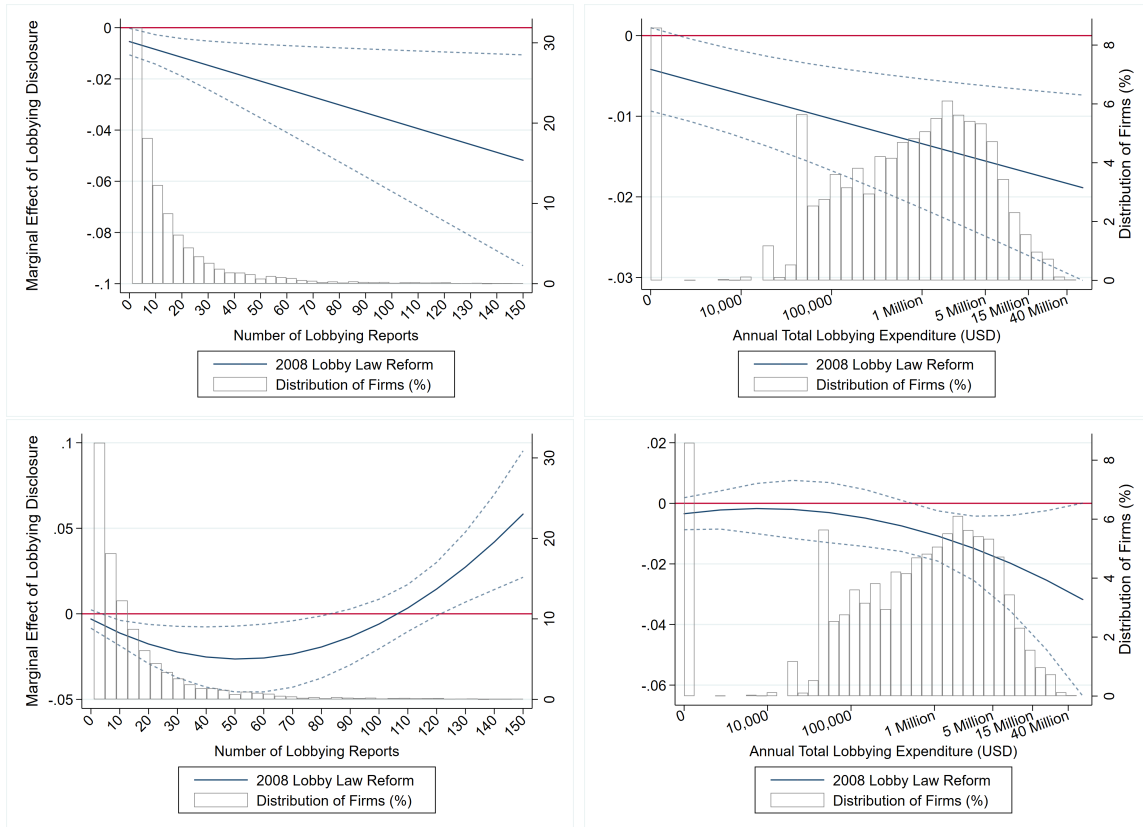 Marginal Effect of Lobbying Disclosure
0
-.02
-.04
-.06
-.08
-.1
30
20
10
0
0 10 20 30 40 50 60 70 80 90 100 110 120 130 140 150
Number of Lobbying Reports
2008 Lobby Law Reform
Distribution of Firms (%)
0
-.01
-.02
-.03
8
6
4
2
0
Distribution of Firms (%)
0 10,000 100,000 1 Million 5 Million 15 Million 40 Million
Annual Total Lobbying Expenditure (USD)
2008 Lobby Law Reform
Distribution of Firms (%)
Marginal Effect of Lobbying Disclosure
.1
.05
0
-.05
30
20
10
0
0 10 20 30 40 50 60 70 80 90 100 110 120 130 140 150
Number of Lobbying Reports
2008 Lobby Law Reform
Distribution of Firms (%)
.02
0
-.02
-.04
-.06
8
6
4
2
0
Distribution of Firms (%)
0 10,000 100,000 1 Million 5 Million 15 Million 40 Million
Annual Total Lobbying Expenditure (USD)
2008 Lobby Law Reform
Distribution of Firms (%)